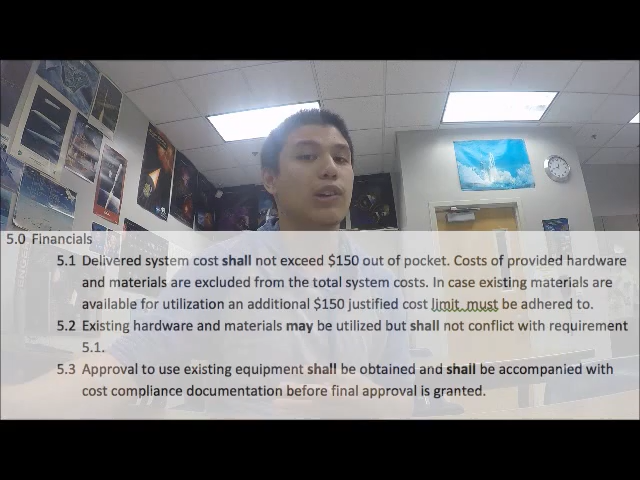 5.0 Financials
5.1 Delivered system cost shall not exceed $150 out of pocket. Costs of provided hardware
and materials are excluded from the total system costs. In case existing materials are
available for utilization an additional $150 justified cost limit must be adhered to.
5.2 Existing hardware and materials may be utilized but shall not conflict with requirement
5.1.
5.3 Approval to use existing equipment shall be obtained and shall be accompanied with
cost compliance documentation before final approval is granted.